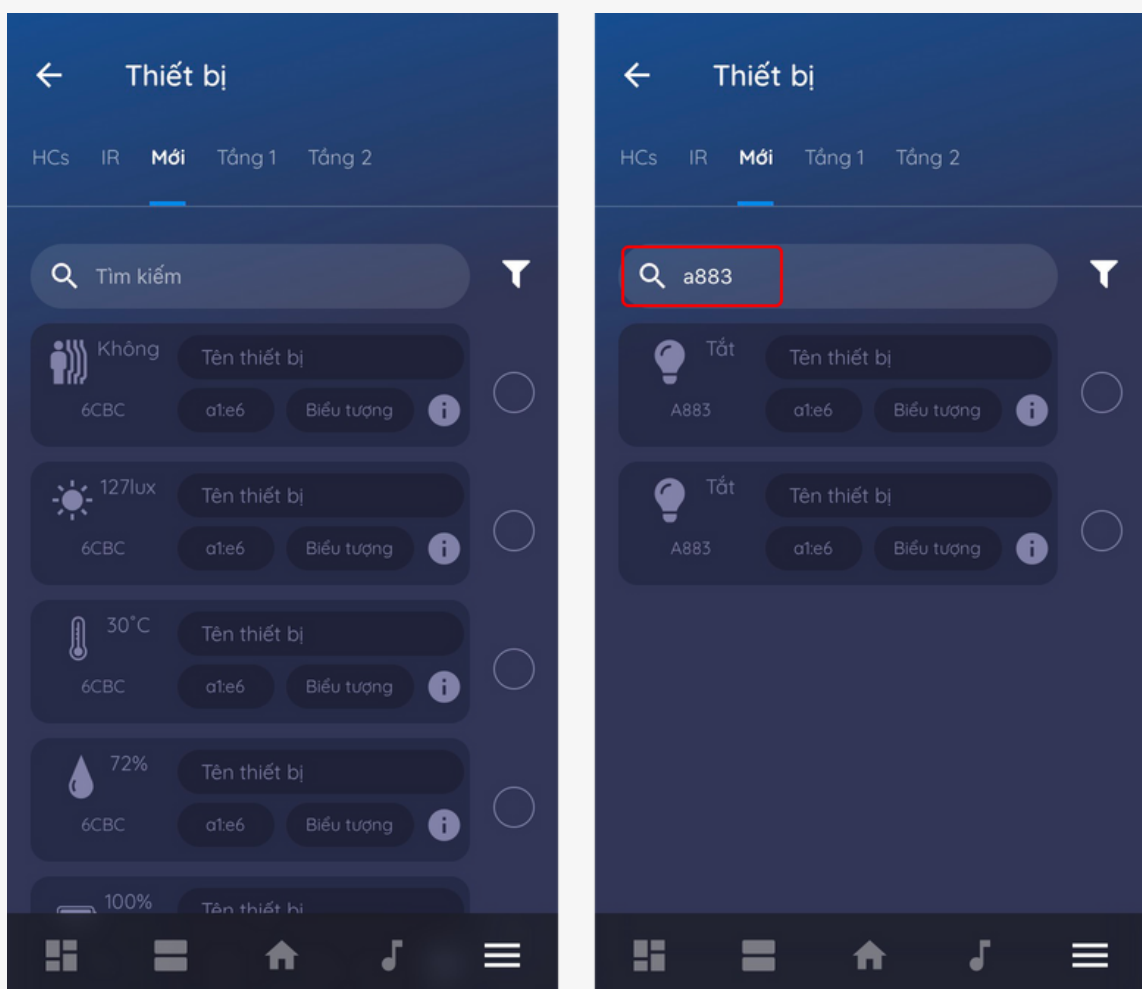 Thiết bị
HCs IR Mới Tầng 1 Tầng 2
Tìm kiếm
Không
Tên thiết bị
6CBC
a1:e6
Biểu tượng
127lux
Tên thiết bị
6CBC
a1:e6
Biểu tượng
30°C
Tên thiết bị
6CBC
a1:e6
Biểu tượng
72%
Tên thiết bị
6CBC
a1:e6
Biểu tượng
100%
Tên thiết bị
Thiết bị
HCs IR Mới Tầng 1 Tầng 2
a883
Tắt
Tên thiết bị
A883
a1:e6
Biểu tượng
Tắt
Tên thiết bị
A883
a1:e6
Biểu tượng